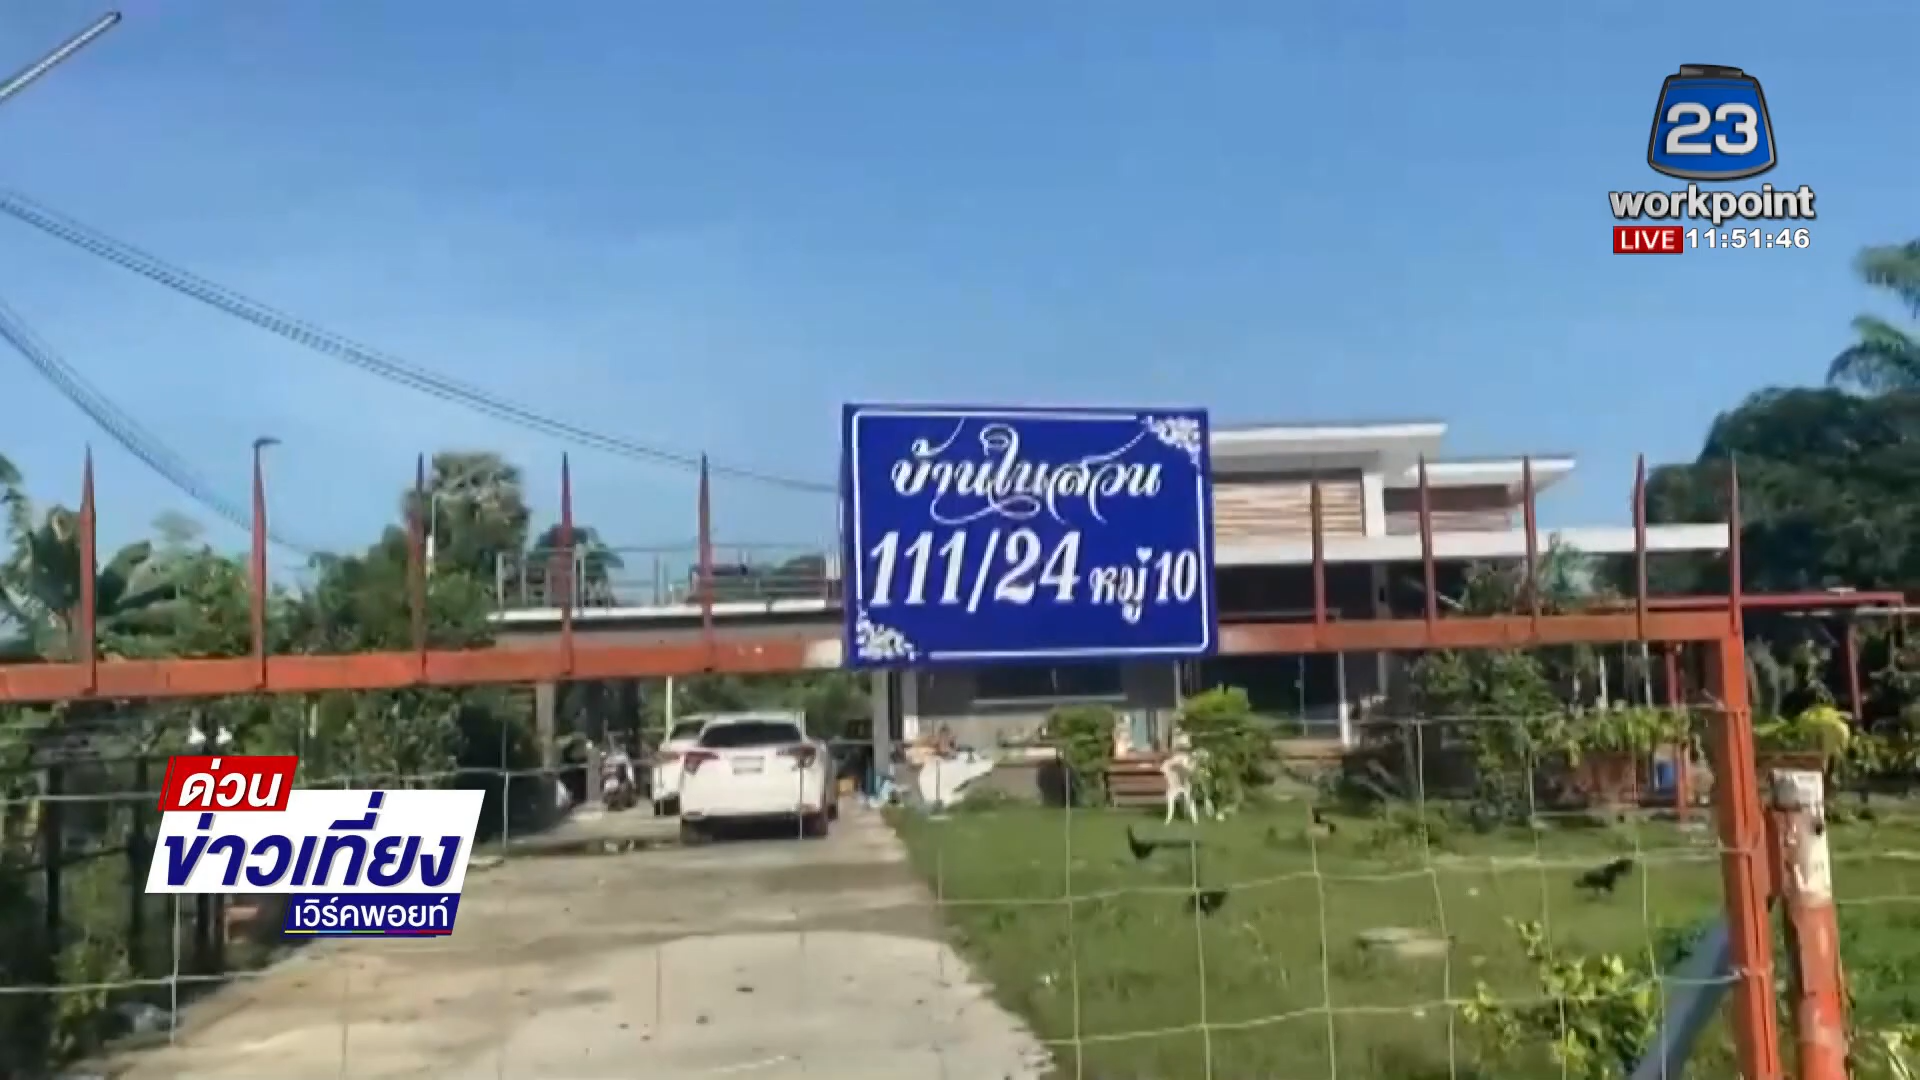 23
workpoint
LIVE 11:51:46
บ้านในสวน
111/24 หมู่ 10
ด่วน
ข่าวเที่ยง
เวิร์คพอยท์